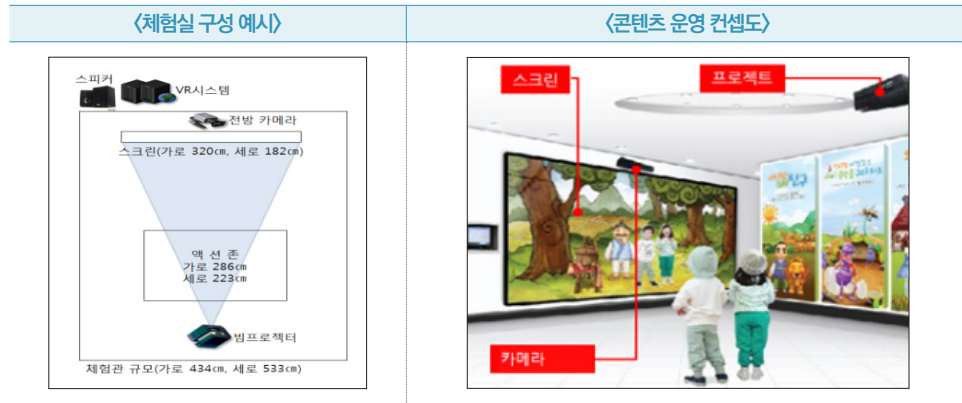 〈체험실 구성 예시〉
〈콘텐츠 운영 컨셉도〉
스피커
VR시스템
전방 카메라
스크린(가로 320㎝, 세로 182㎝)
액 션 존
가로 286㎝
세로 223㎝
빔프로젝터
체험관 규모(가로 434㎝, 세로 533㎝)
스크린
프로젝트
카메라